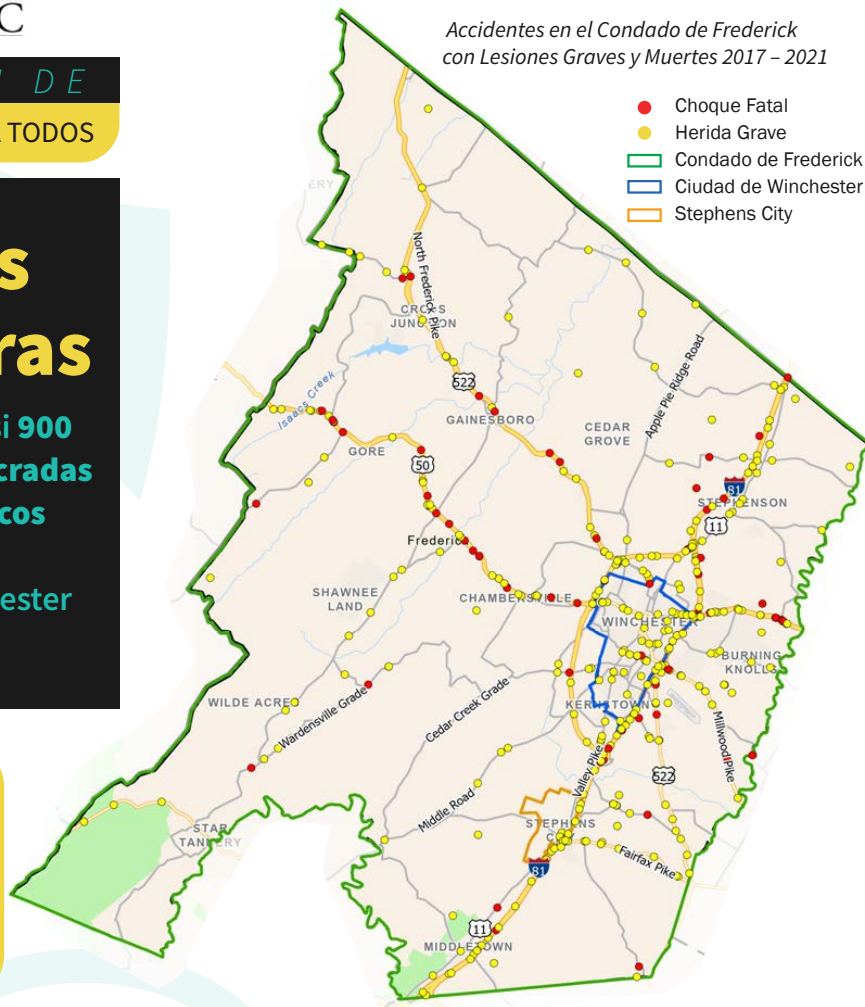 C
DE
TODOS
s
ras
si 900
cradas
cos
ester
Accidentes en el Condado de Frederick
con Lesiones Graves y Muertes 2017 – 2021
Choque Fatal
Herida Grave
Condado de Frederick
Ciudad de Winchester
Stephens City
ERY
North Frederick Pike
CROSS
JUNCTION
522
Isaacs Creek
GAINESBORO
Apple Pie Ridge Road
CEDAR
GROVE
GORE
50
81
STEPHENSON
11
Frederic
SHAWNEE
LAND
CHAMBERSVILLE
WINCHESTER
BURNING
KNOLLS
WILDE ACRES
Wardensville Grade
Cedar Creek Grade
KERNSTOWN
Millwood Pike
Valley Pike
522
Middle Road
STEPHENS
C
STAR
TANNERY
Fairfax Pike
81
11
MIDDLETOWN